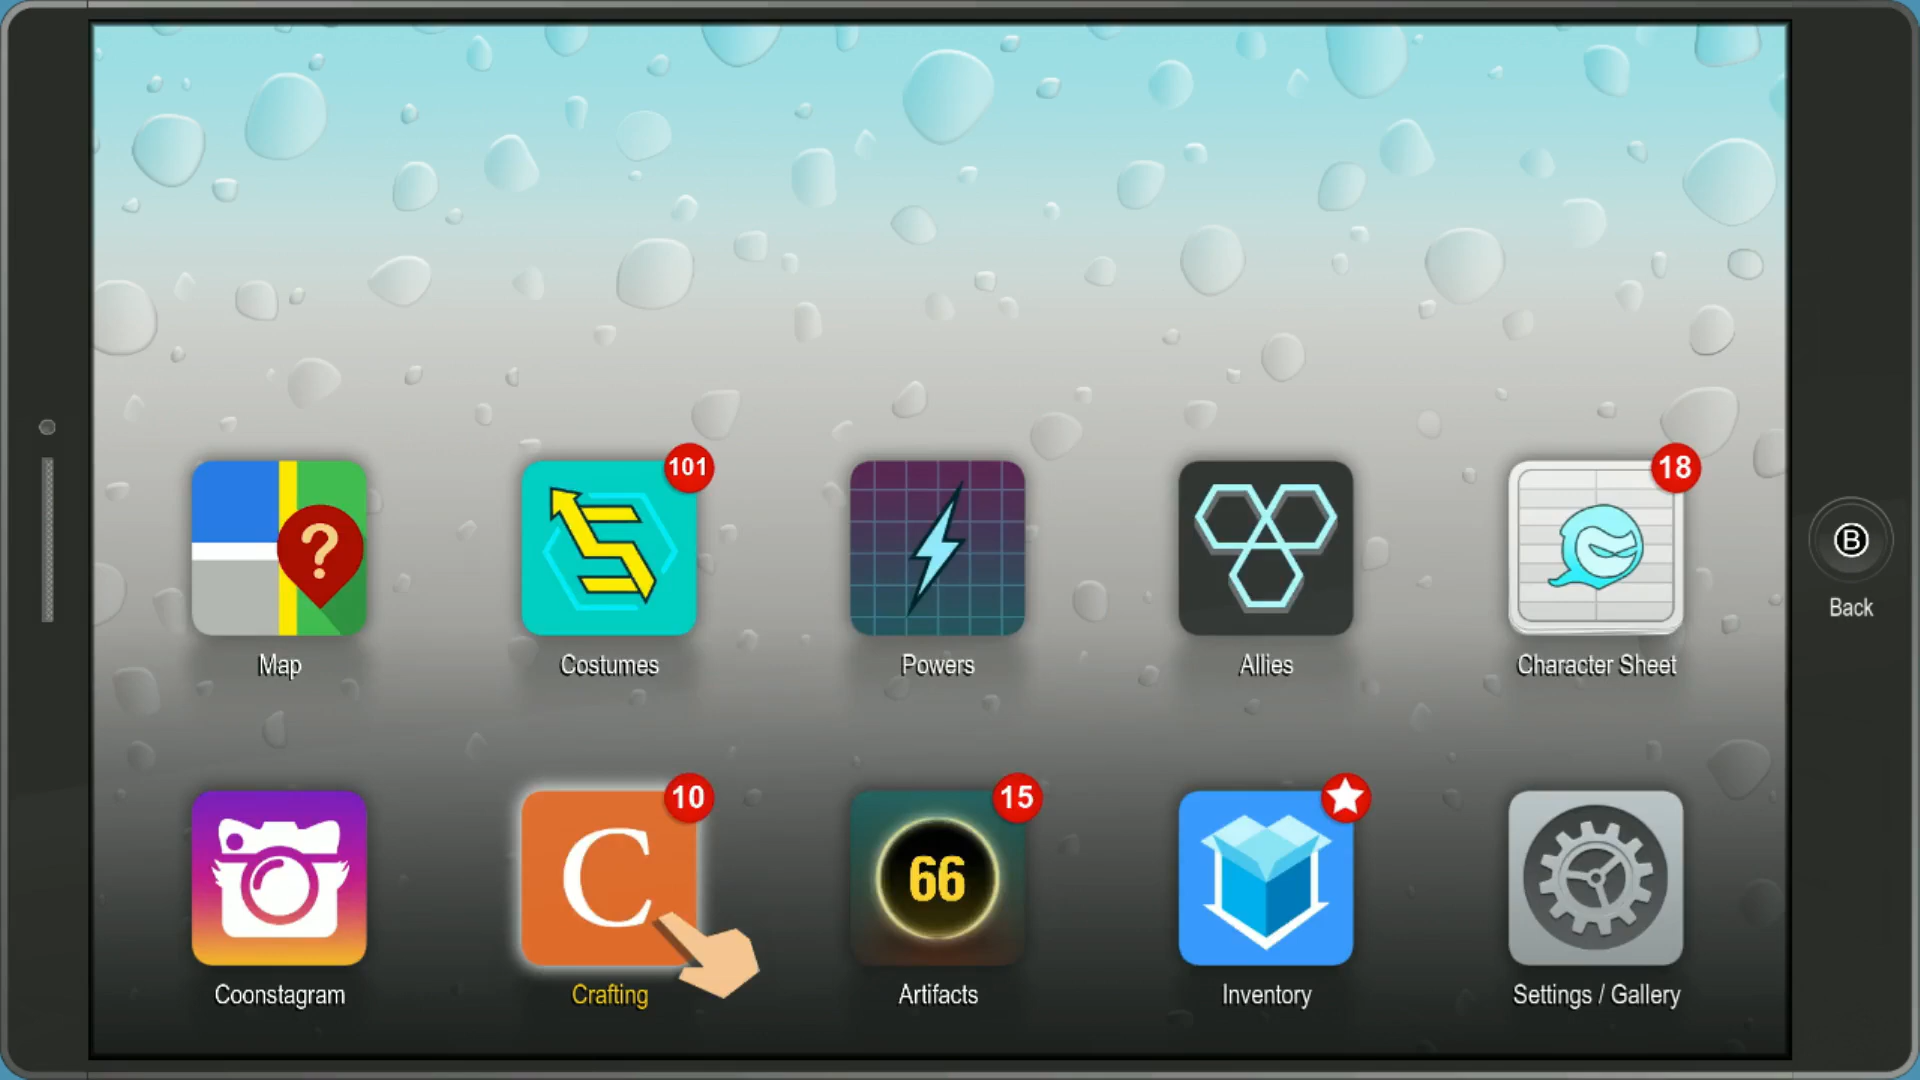 101
18
?
Map
Costumes
Powers
Allies
Character Sheet
B
Back
10
15
C
66
Coonstagram
Crafting
Artifacts
Inventory
Settings / Gallery